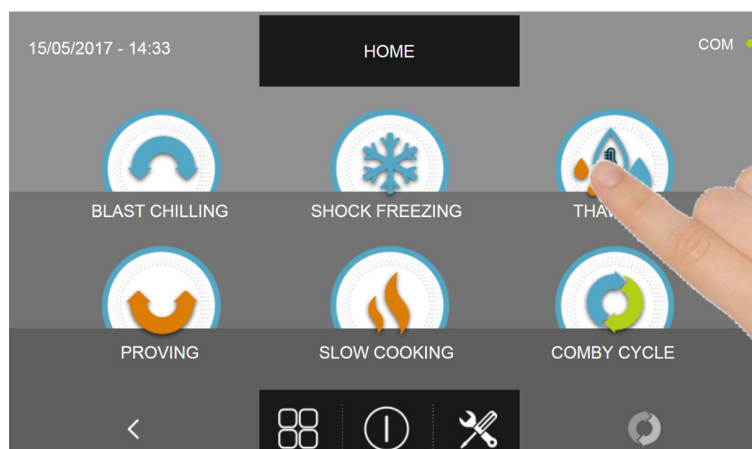 15/05/2017 - 14:33
HOME
COM
BLAST CHILLING
SHOCK FREEZING
PROVING
SLOW COOKING
COMBY CYCLE